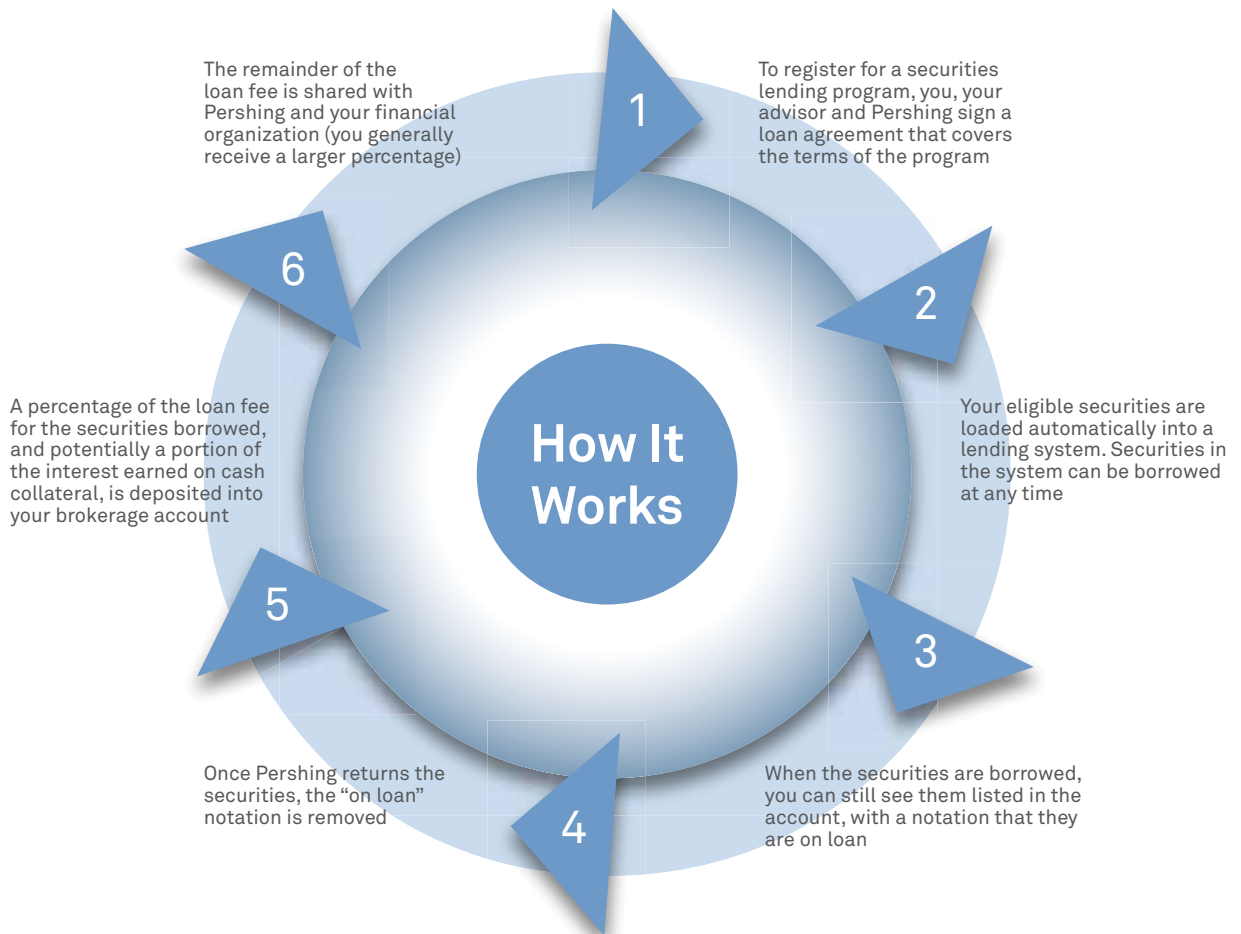 How It
Works
1
To register for a securities
lending program, you, your
advisor and Pershing sign a
loan agreement that covers
the terms of the program
2
Your eligible securities are
loaded automatically into a
lending system. Securities in
the system can be borrowed
at any time
3
When the securities are borrowed,
you can still see them listed in the
account, with a notation that they
are on loan
4
Once Pershing returns the
securities, the “on loan”
notation is removed
5
A percentage of the loan fee
for the securities borrowed,
and potentially a portion of
the interest earned on cash
collateral, is deposited into
your brokerage account
6
The remainder of the
loan fee is shared with
Pershing and your financial
organization (you generally
receive a larger percentage)